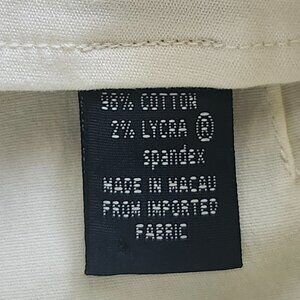 98% COTTON
2% LYCRA ®
spandex
MADE IN MACAU
FROM IMPORTED
FABRIC